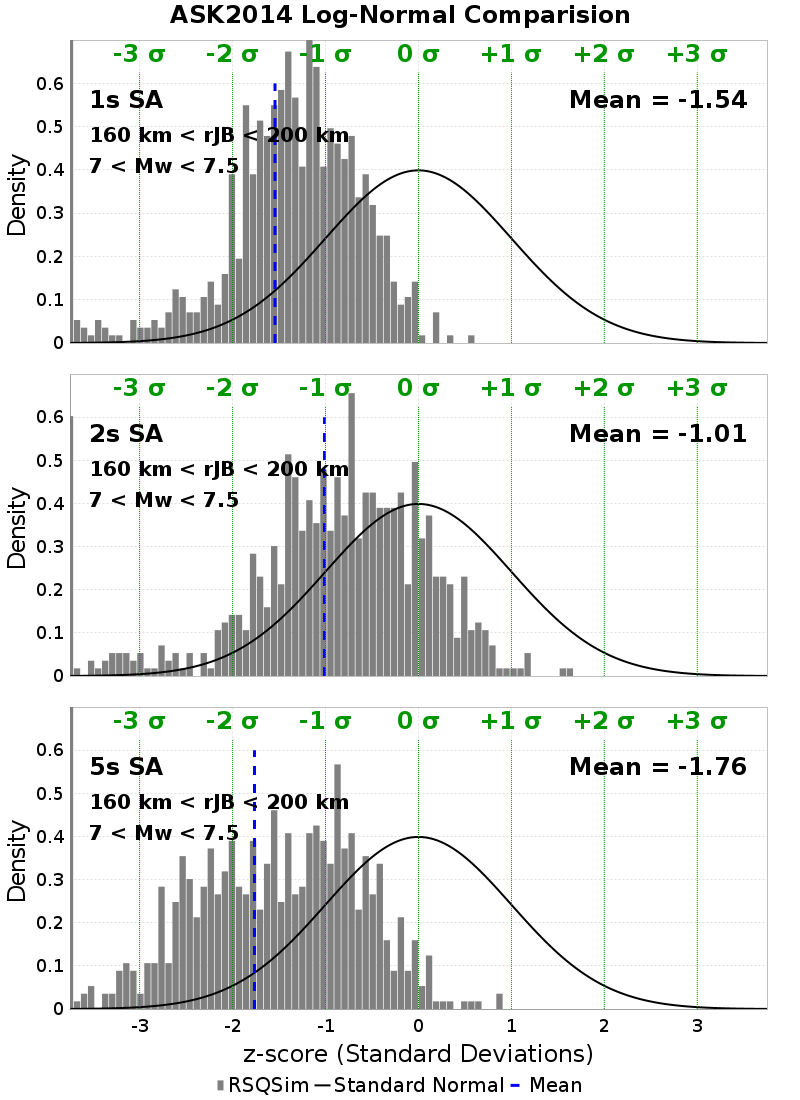 ASK2014 Log-Normal Comparision
-3 σ -2 σ -1 σ 0 σ +1 σ +2 σ +3 σ
1s SA
Mean = -1.54
160 km < rJB < 200 km
7 < Mw < 7.5
0.6
0.5
0.4
0.3
0.2
0.1
0
Density
-3 σ -2 σ -1 σ 0 σ +1 σ +2 σ +3 σ
2s SA
Mean = -1.01
160 km < rJB < 200 km
7 < Mw < 7.5
0.6
0.5
0.4
0.3
0.2
0.1
0
Density
-3 σ -2 σ -1 σ 0 σ +1 σ +2 σ +3 σ
5s SA
Mean = -1.76
160 km < rJB < 200 km
7 < Mw < 7.5
0.6
0.5
0.4
0.3
0.2
0.1
0
Density
-3 -2 -1 0 1 2 3
z-score (Standard Deviations)
RSQSim Standard Normal Mean